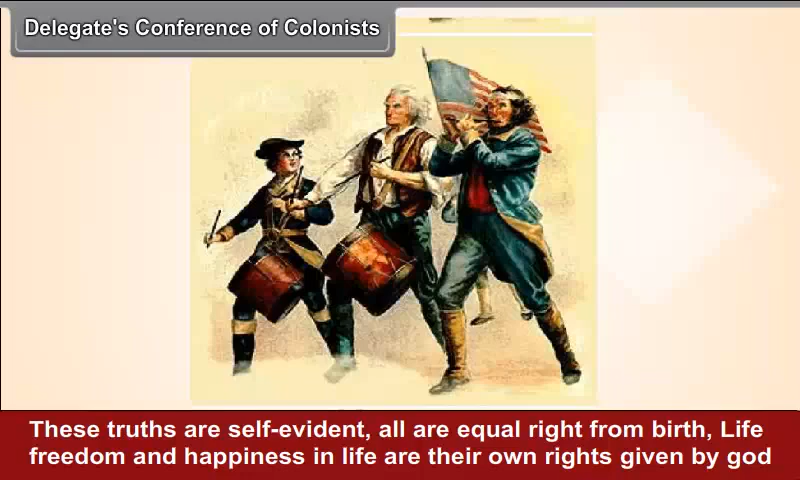 Delegate's Conference of Colonists
These truths are self-evident, all are equal right from birth, Life
freedom and happiness in life are their own rights given by god